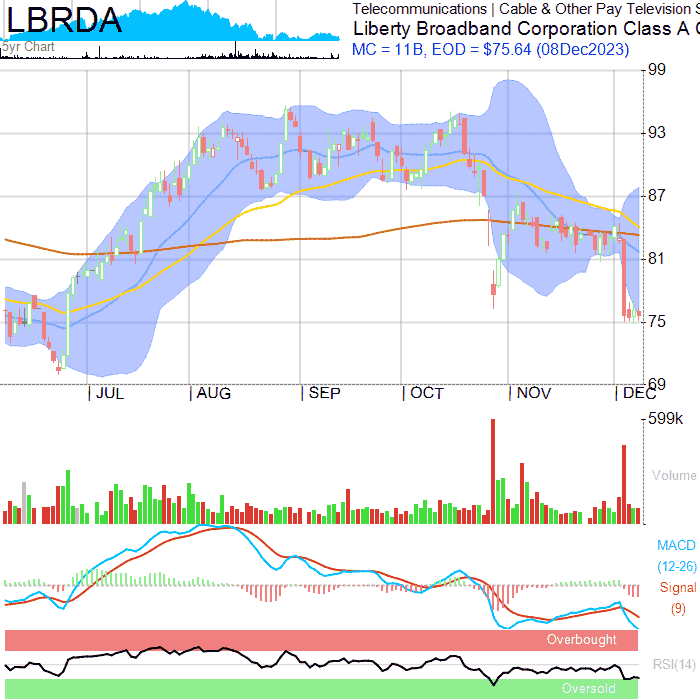 LBRDA
5yr Chart
Telecommunications | Cable & Other Pay Television S
Liberty Broadband Corporation Class A C
MC = 11B, EOD = $75.64 (08Dec2023)
99
93
87
81
75
69
JUL AUG SEP OCT NOV DEC
599k
Volume
MACD
(12-26)
Signal
(9)
Overbought
RSI(14)
Oversold